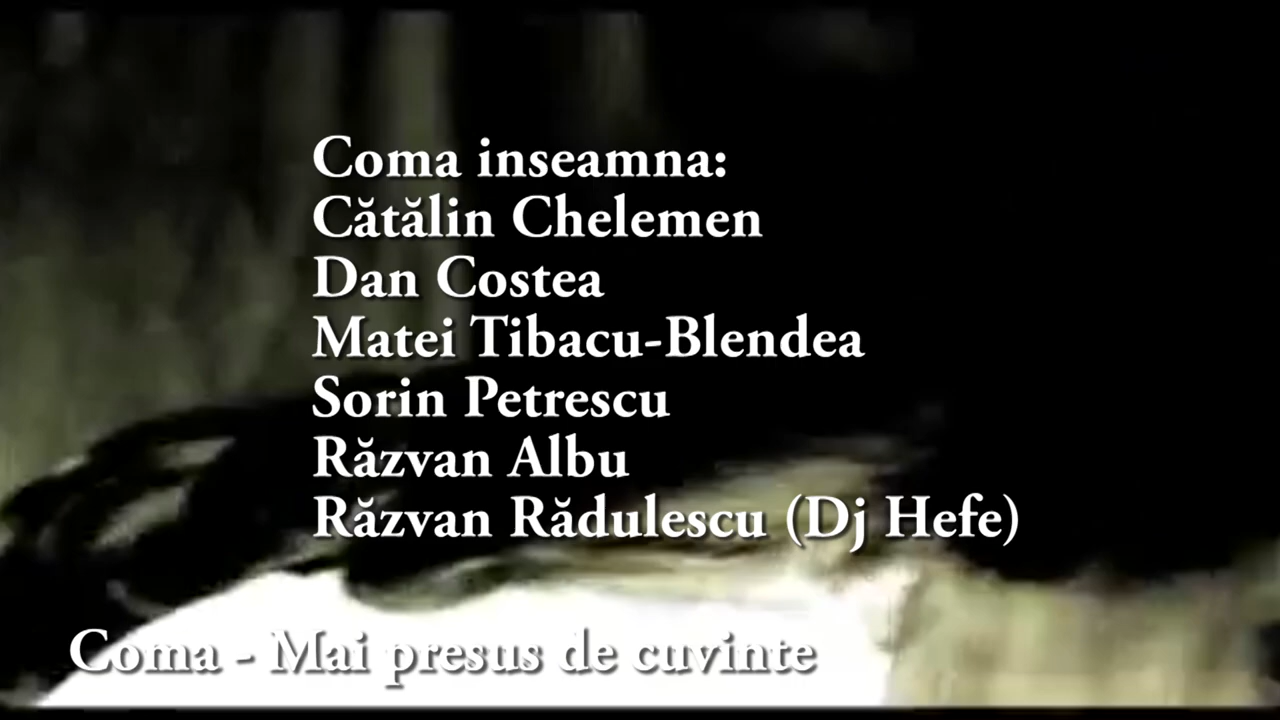 Coma inseamna:
Cătălin Chelemen
Dan Costea
Matei Tibacu-Blendea
Sorin Petrescu
Răzvan Albu
Răzvan Rădulescu (Dj Hefe)
Coma - Mai presus de cuvinte